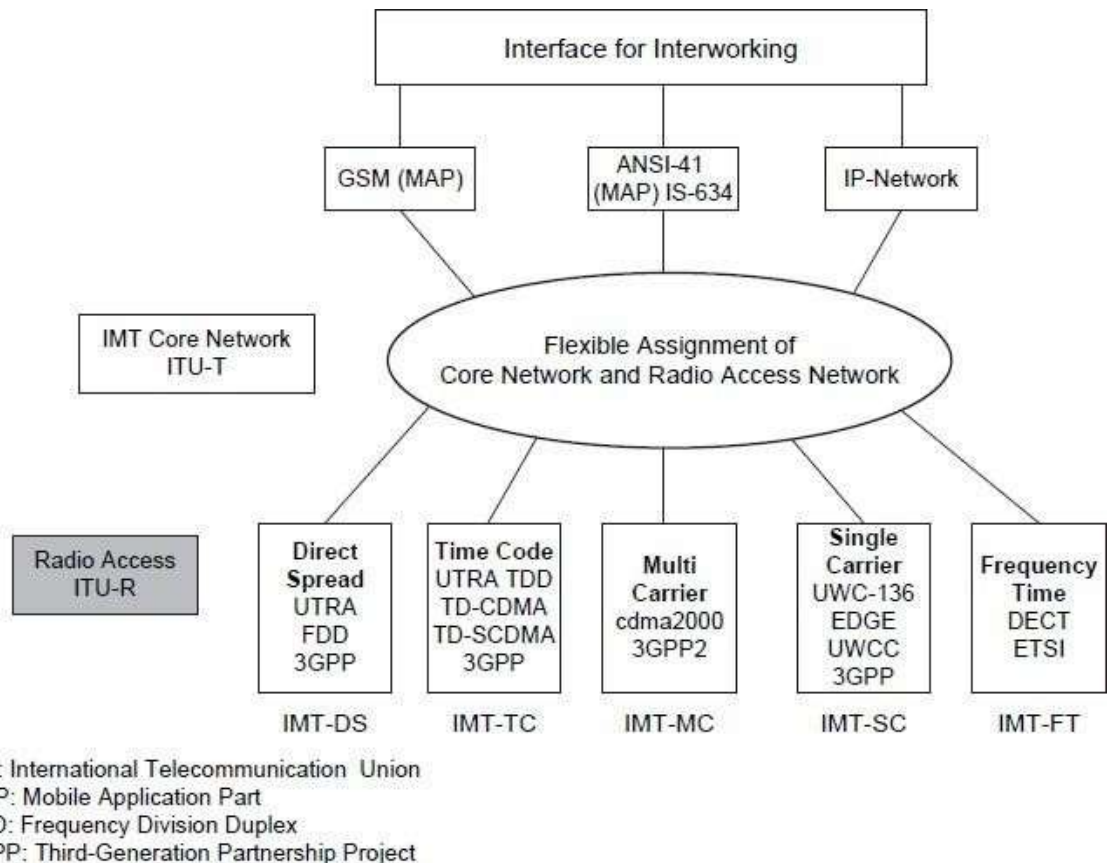 Interface for Interworking
GSM (MAP)
ANSI-41
(MAP) IS-634
IP-Network
IMT Core Network
ITU-T
Flexible Assignment of
Core Network and Radio Access Network
Radio Access
ITU-R
Direct
Spread
UTRA
FDD
3GPP
Time Code
UTRA TDD
TD-CDMA
TD-SCDMA
3GPP
Multi
Carrier
cdma2000
3GPP2
Single
Carrier
UWC-136
EDGE
UWCC
3GPP
Frequency
Time
DECT
ETSI
IMT-DS
IMT-TC
IMT-MC
IMT-SC
IMT-FT
: International Telecommunication Union
P: Mobile Application Part
D: Frequency Division Duplex
PP: Third-Generation Partnership Project